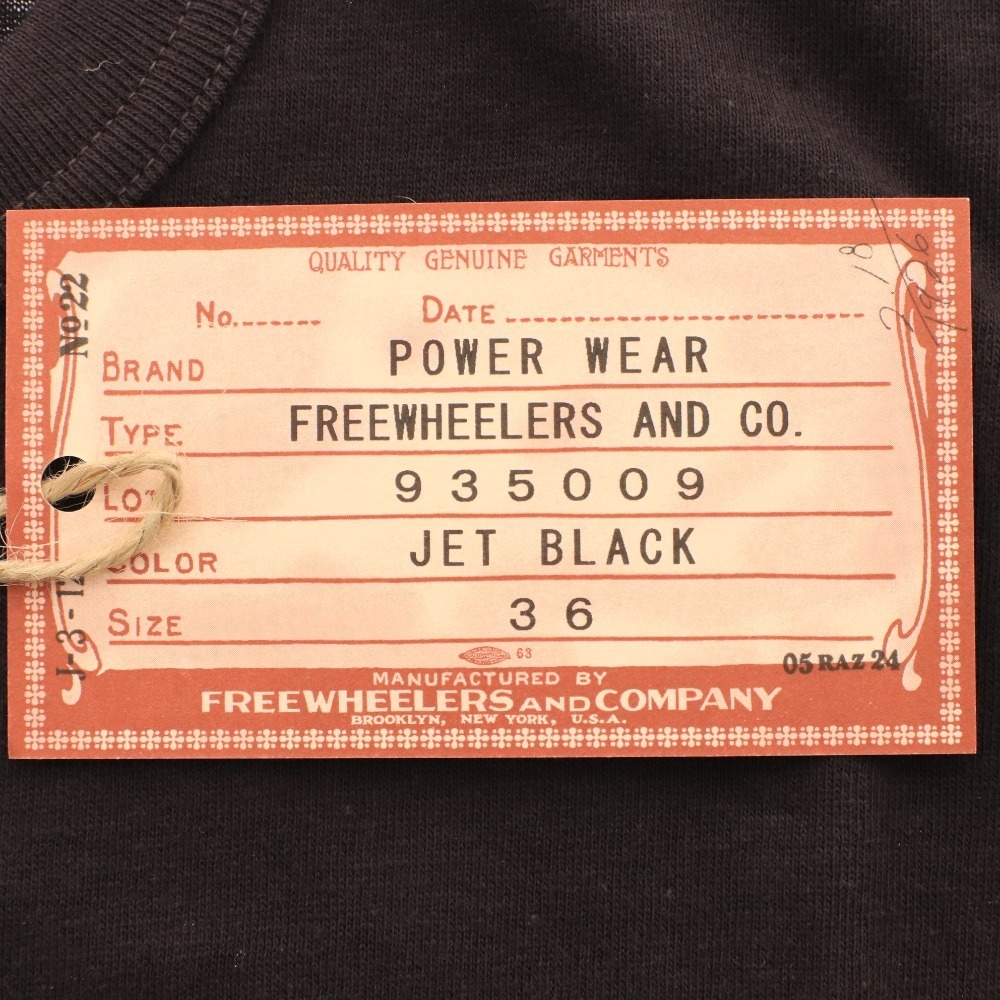 QUALITY GENUINE GARMENTS
No.
DATE
BRAND POWER WEAR
TYPE FREEWHEELERS AND CO.
935009
COLOR JET BLACK
SIZE 36
63
MANUFACTURED BY
FREEWHEELERS AND COMPANY
BROOKLYN, NEW YORK, U.S.A.
05 RAZ 24
No 22